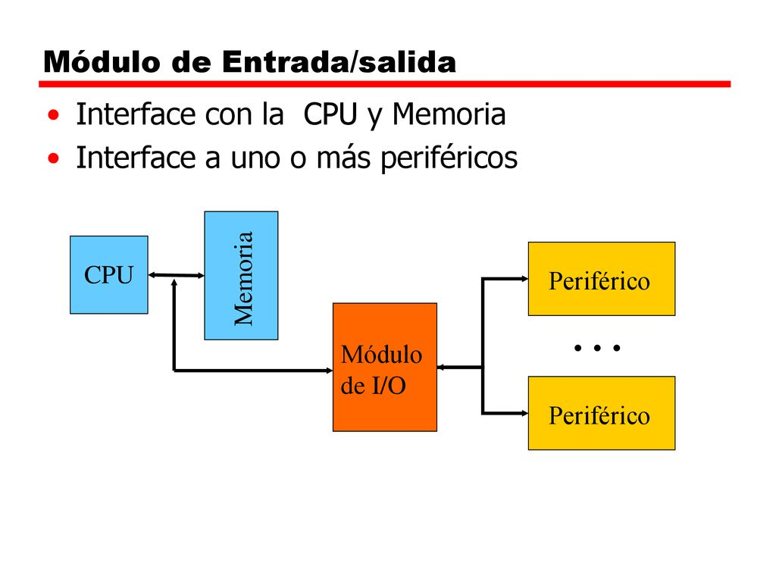 Módulo de Entrada/salida
• Interface con la  CPU y Memoria
• Interface a uno o más periféricos
CPU
Memoria
Periférico
Módulo
de I/O
. . .
Periférico